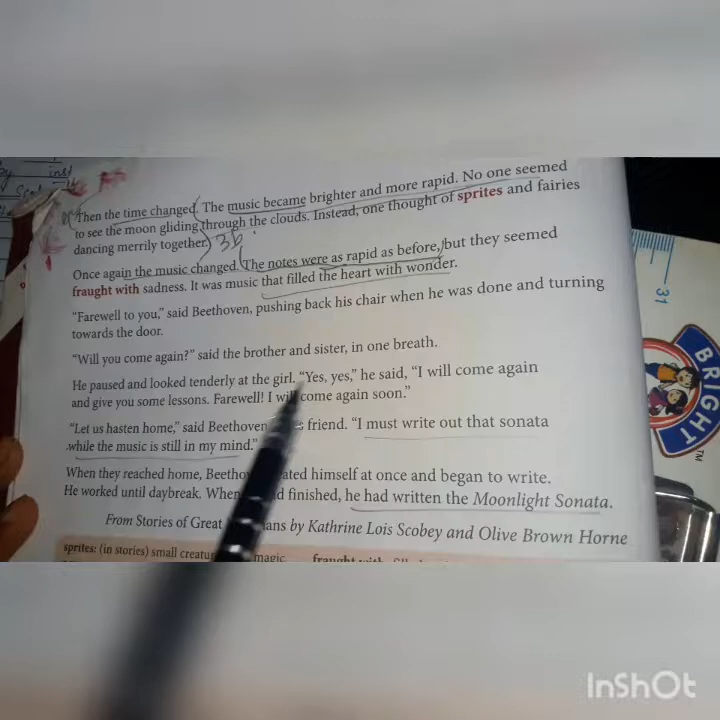 Then the time changed. The music became brighter and more rapid. No one seemed
to see the moon gliding through the clouds. Instead, one thought of sprites and fairies
dancing merrily together. 3b
Once again the music changed. The notes were as rapid as before, but they seemed
fraught with sadness. It was music that filled the heart with wonder.
“Farewell to you,” said Beethoven, pushing back his chair when he was done and turning
towards the door.
“Will you come again?” said the brother and sister, in one breath.
He paused and looked tenderly at the girl. “Yes, yes,” he said, “I will come again
and give you some lessons. Farewell! I will come again soon.”
“Let us hasten home,” said Beethoven friend. “I must write out that sonata
while the music is still in my mind.”
When they reached home, himself at once and began to write.
He worked until daybreak. When finished, he had written the Moonlight Sonata.
From Stories of Great by Kathrine Lois Scobey and Olive Brown Horne
sprites: (in stories) small magic fraught with
31
BRIGHT
TM
InShOt